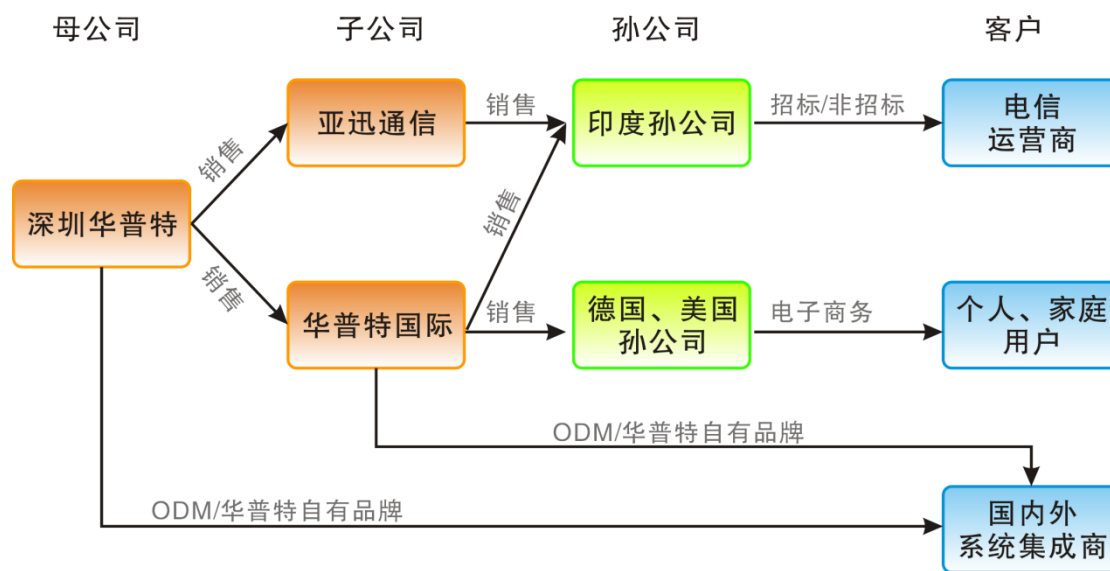 母公司
子公司
孙公司
客户
亚迅通信
销售
印度孙公司
招标/非招标
电信
运营商
销售
深圳华普特
销售
销售
华普特国际
销售
德国、美国
孙公司
电子商务
个人、家庭
用户
ODM/华普特自有品牌
ODM/华普特自有品牌
国内外
系统集成商